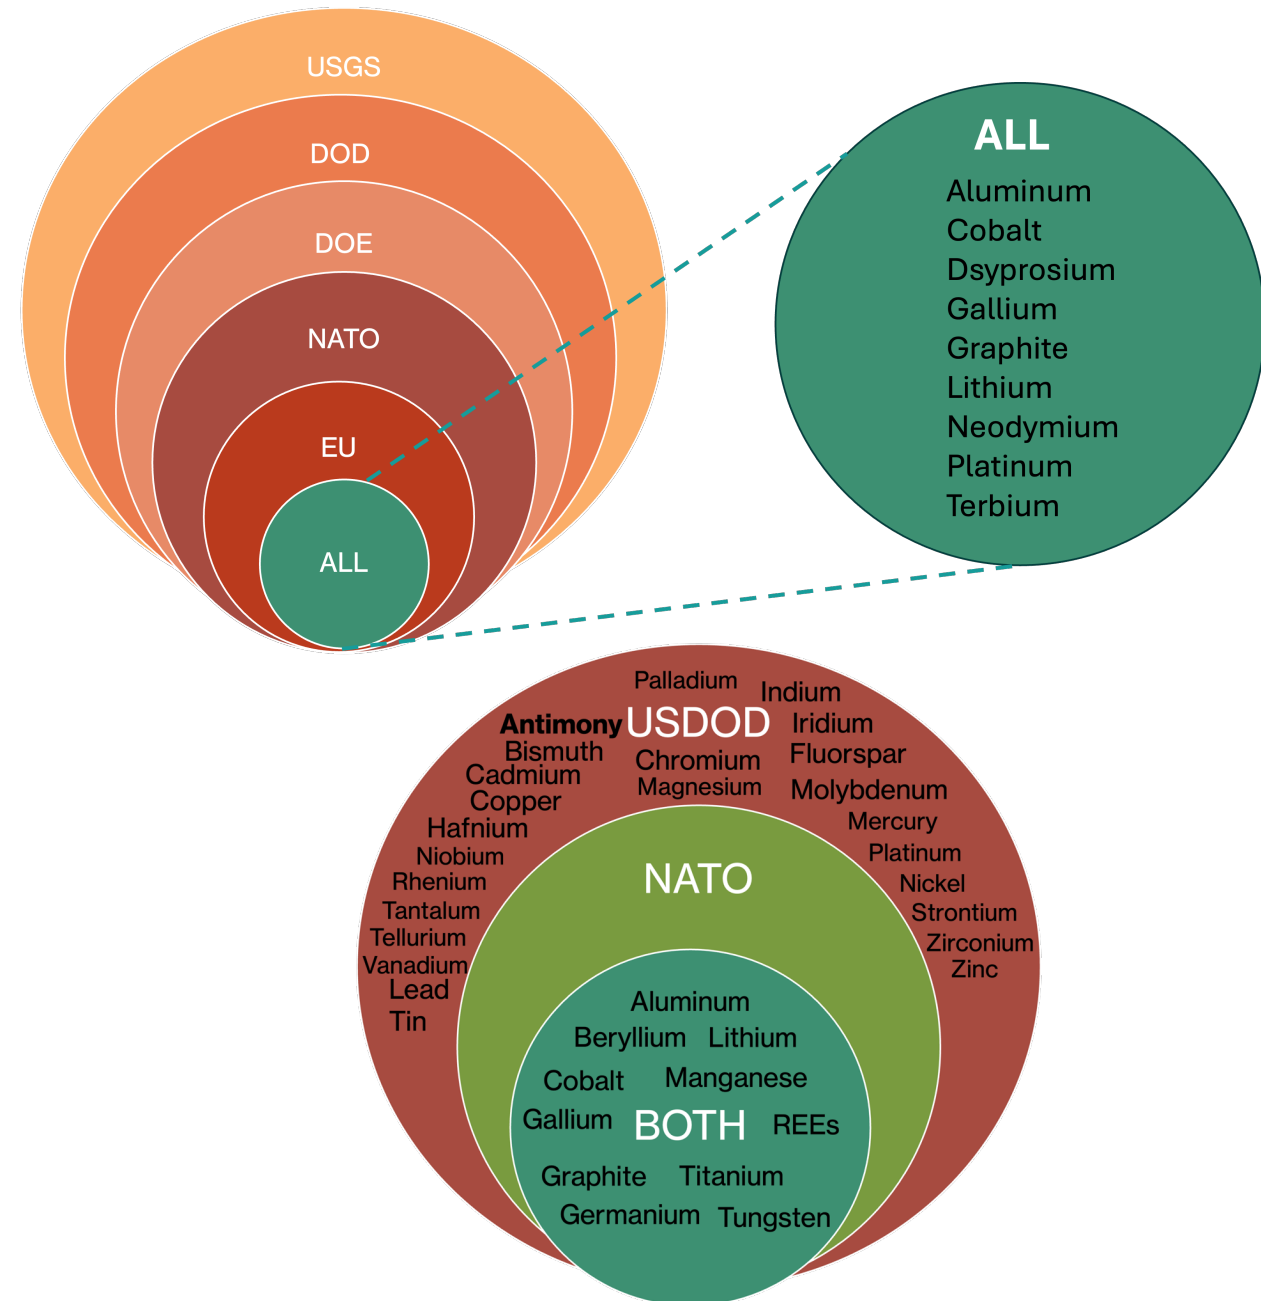 USGS
DOD
DOE
NATO
EU
ALL
ALL
Aluminum
Cobalt
Dsyprosium
Gallium
Graphite
Lithium
Neodymium
Platinum
Terbium
Palladium
Indium
Antimony
USDOD
Iridium
Bismuth
Chromium
Fluorspar
Cadmium
Magnesium
Molybdenum
Copper
Mercury
Hafnium
Platinum
Niobium
Nickel
Rhenium
Strontium
Tantalum
Zirconium
Tellurium
Zinc
Vanadium
Lead
Tin
NATO
Aluminum
Beryllium Lithium
Cobalt Manganese
Gallium BOTH REEs
Graphite Titanium
Germanium Tungsten